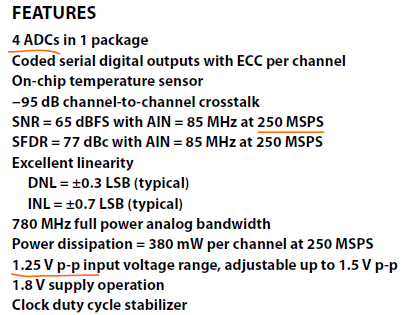 FEATURES
4 ADCs in 1 package
Coded serial digital outputs with ECC per channel
On-chip temperature sensor
−95 dB channel-to-channel crosstalk
SNR = 65 dBFS with AIN = 85 MHz at 250 MSPS
SFDR = 77 dBc with AIN = 85 MHz at 250 MSPS
Excellent linearity
DNL = ±0.3 LSB (typical)
INL = ±0.7 LSB (typical)
780 MHz full power analog bandwidth
Power dissipation = 380 mW per channel at 250 MSPS
1.25 V p-p input voltage range, adjustable up to 1.5 V p-p
1.8 V supply operation
Clock duty cycle stabilizer